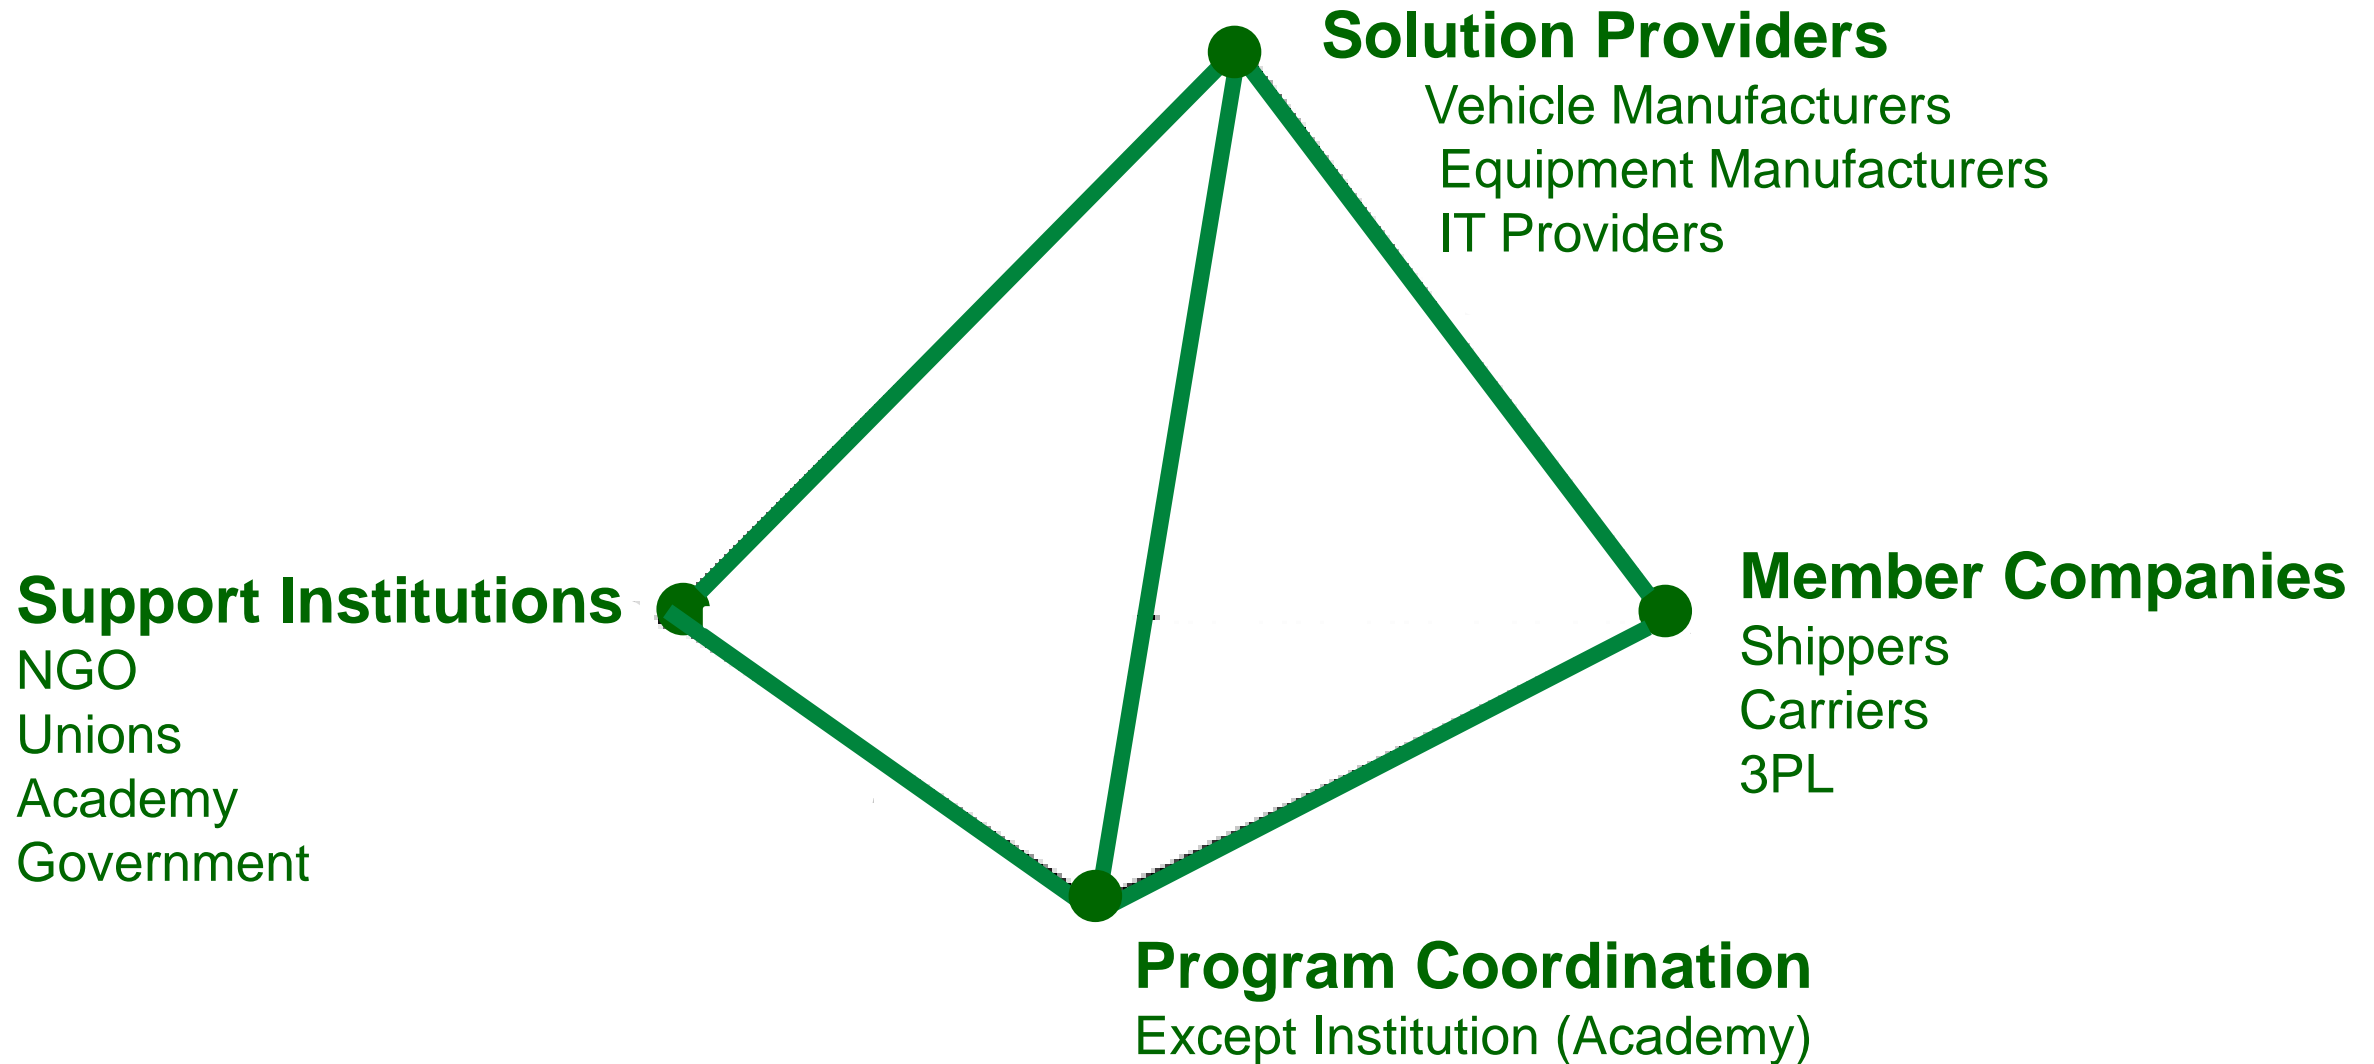 Solution Providers
Vehicle Manufacturers
Equipment Manufacturers
IT Providers
Support Institutions
NGO
Unions
Academy
Government
Member Companies
Shippers
Carriers
3PL
Program Coordination
Except Institution (Academy)